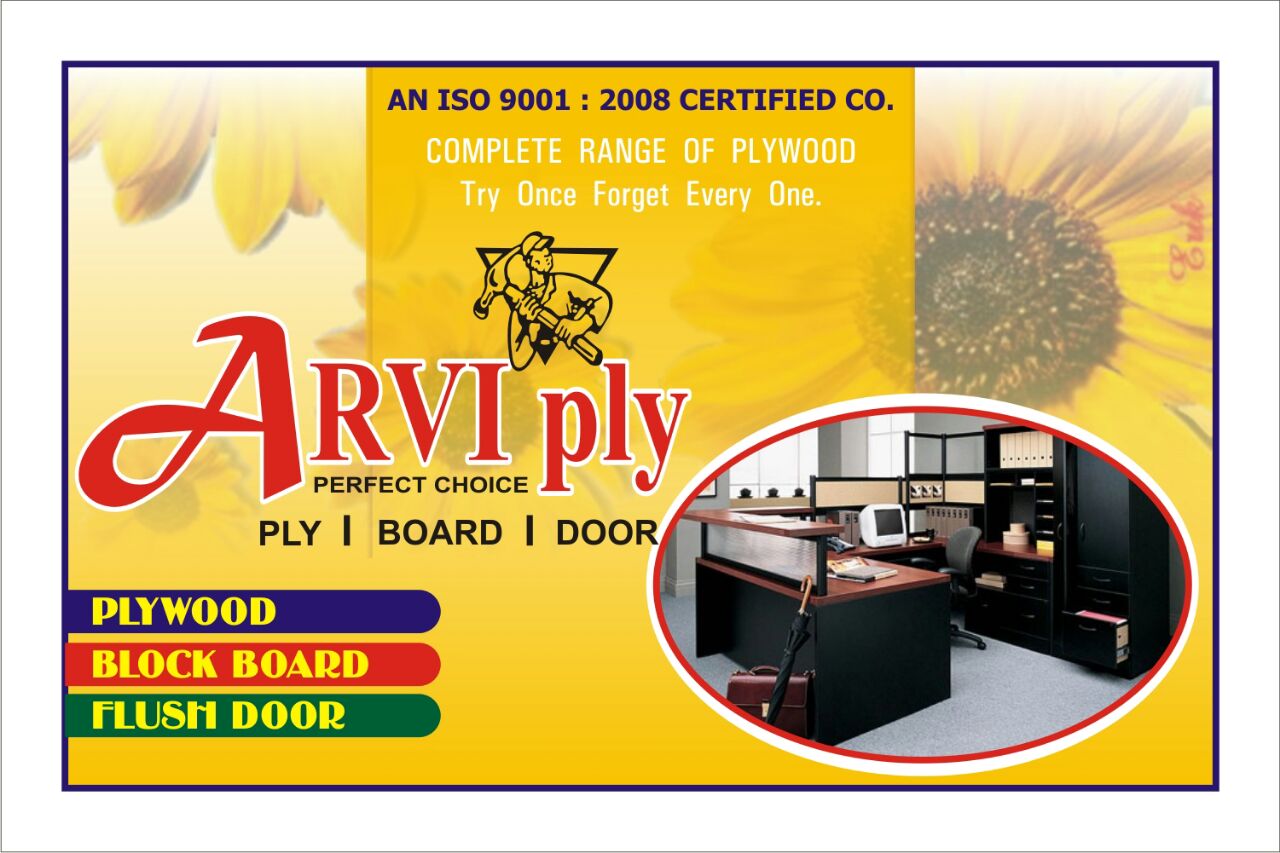 AN ISO 9001 : 2008 CERTIFIED CO.
COMPLETE RANGE OF PLYWOOD
Try Once Forget Every One.
ARVI ply
PERFECT CHOICE
PLY | BOARD | DOOR
PLYWOOD
BLOCK BOARD
FLUSH DOOR